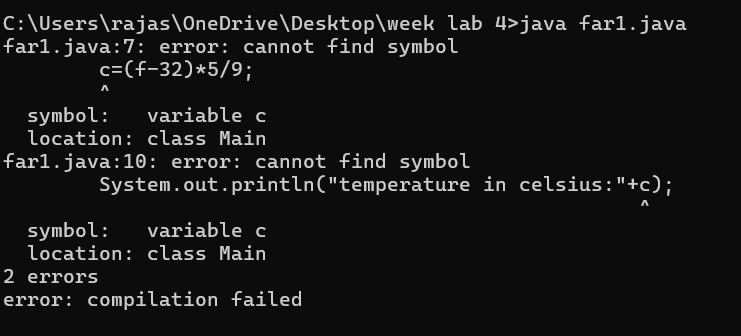 C:\Users\rajas\OneDrive\Desktop\week lab 4>java far1.java
far1.java:7: error: cannot find symbol
        c=(f-32)*5/9;
        ^
  symbol:   variable c
  location: class Main
far1.java:10: error: cannot find symbol
        System.out.println("temperature in celsius:"+c);
                                                     ^
  symbol:   variable c
  location: class Main
2 errors
error: compilation failed